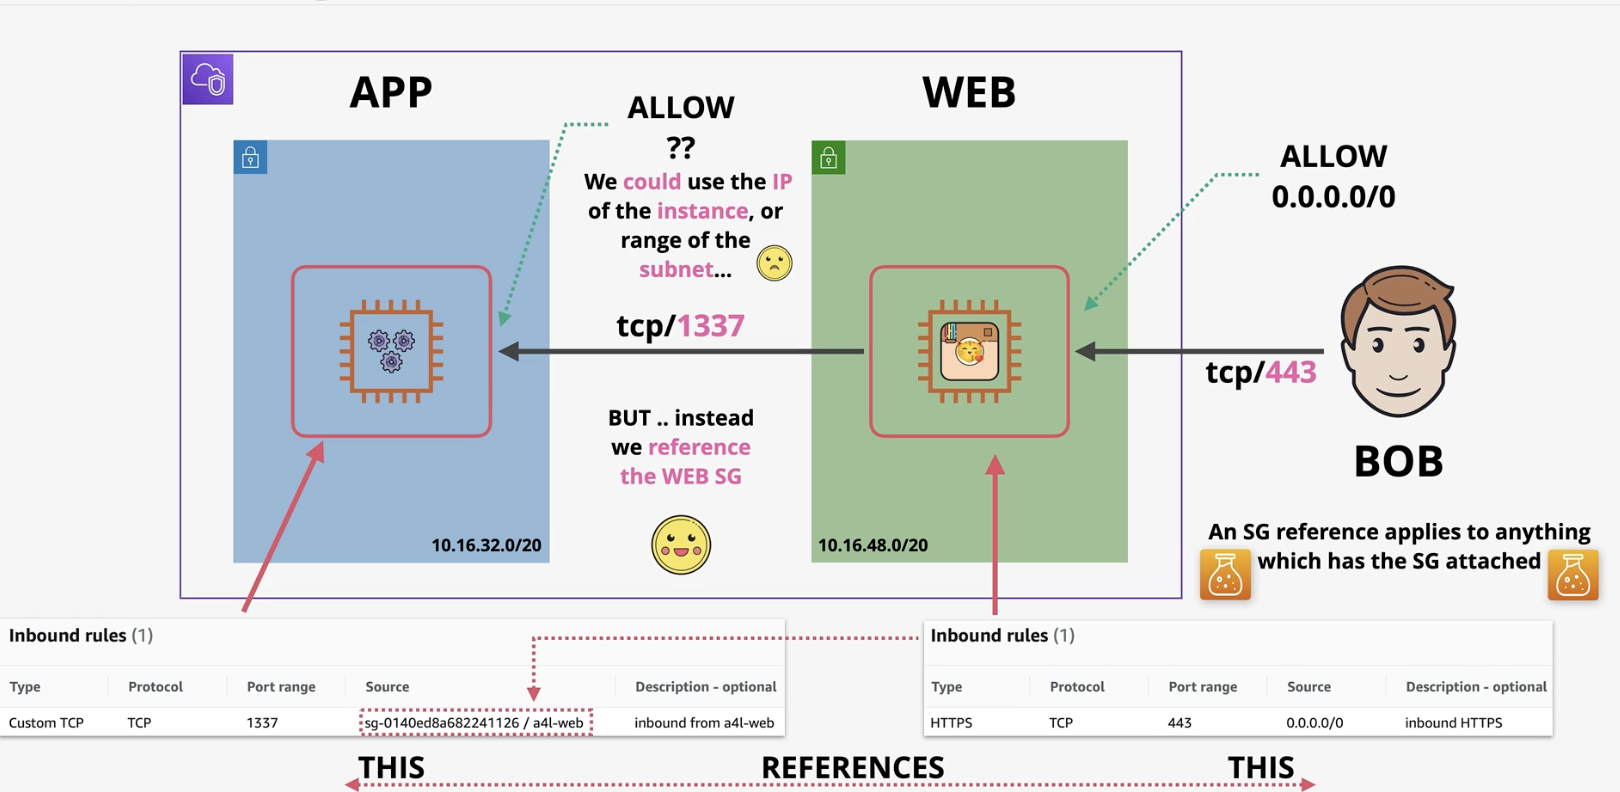 APP
WEB
ALLOW
??
We could use the IP
of the instance, or
range of the
subnet...
ALLOW
0.0.0.0/0
tcp/1337
tcp/443
BUT .. instead
we reference
the WEB SG
BOB
10.16.32.0/20
10.16.48.0/20
An SG reference applies to anything
which has the SG attached
Inbound rules (1)
Type Protocol Port range Source Description - optional
Custom TCP TCP 1337 sg-0140ed8a682241126 / a4l-web inbound from a4l-web
Inbound rules (1)
Type Protocol Port range Source Description - optional
HTTPS TCP 443 0.0.0.0/0 inbound HTTPS
THIS REFERENCES THIS